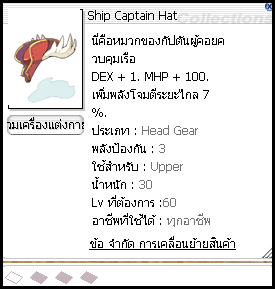 Ship Captain Hat
Collections
นี่คือหมวกของกัปตันผู้คอยค
วบคุมเรือ
DEX + 1. MHP + 100.
เพิ่มพลังโจมตีระยะไกล 7
%.
ประเภท : Head Gear
พลังป้องกัน : 3
ใช้สำหรับ : Upper
น้ำหนัก : 30
Lv ที่ต้องการ :60
อาชีพที่ใช้ได้ : ทุกอาชีพ
วมเครื่องแต่งกาย
ข้อ จำกัด การเคลื่อนย้ายสินค้า